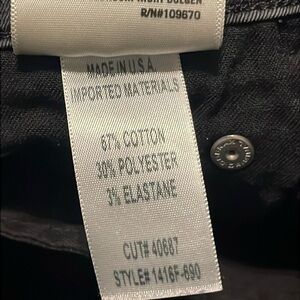 R/N#109670
MADE IN U.S.A.
IMPORTED MATERIALS
67% COTTON
30% POLYESTER
3% ELASTANE
CUT# 40687
STYLE# 1416F-690